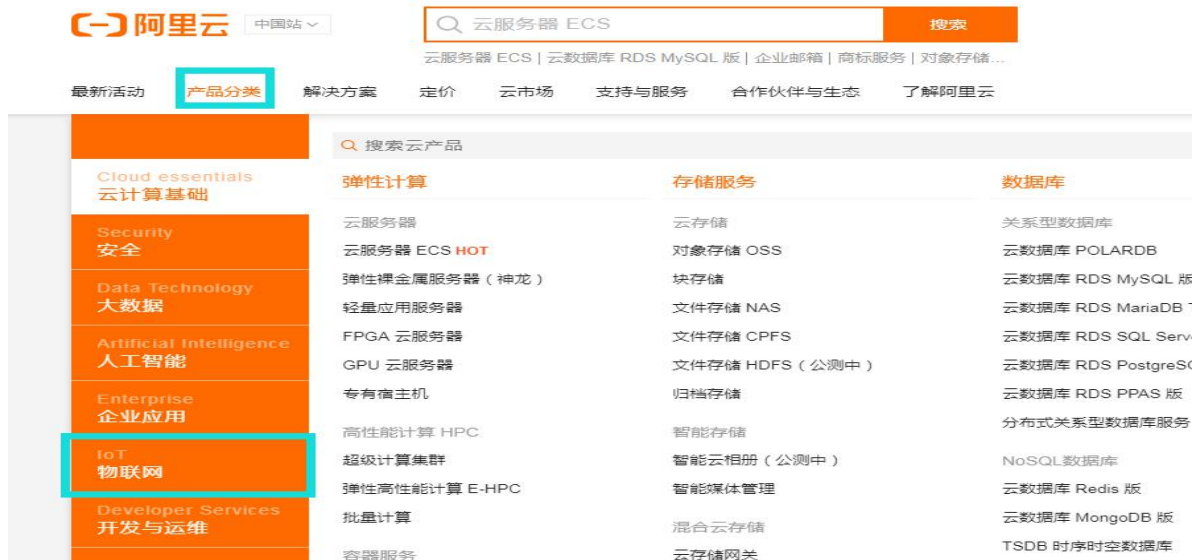 阿里云 中国站
云服务器 ECS 搜索
云服务器 ECS | 云数据库 RDS MySQL 版 | 企业邮箱 | 商标服务 | 对象存储...
最新活动 产品分类 解决方案 定价 云市场 支持与服务 合作伙伴与生态 了解阿里云
搜索云产品
Cloud essentials
云计算基础
Security
安全
Data Technology
大数据
Artificial Intelligence
人工智能
Enterprise
企业应用
IoT
物联网
Developer Services
开发与运维
弹性计算
云服务器
云服务器 ECS HOT
弹性裸金属服务器（神龙）
轻量应用服务器
FPGA 云服务器
GPU 云服务器
专有宿主机
高性能计算 HPC
超级计算集群
弹性高性能计算 E-HPC
批量计算
容器服务
存储服务
云存储
对象存储 OSS
块存储
文件存储 NAS
文件存储 CPFS
文件存储 HDFS（公测中）
归档存储
智能存储
智能云相册（公测中）
智能媒体管理
混合云存储
云存储网关
数据库
关系型数据库
云数据库 POLARDB
云数据库 RDS MySQL 版
云数据库 RDS MariaDB
云数据库 RDS SQL Serv
云数据库 RDS PostgreS
云数据库 RDS PPAS 版
分布式关系型数据库服务
NoSQL数据库
云数据库 Redis 版
云数据库 MongoDB 版
TSDB 时序时空数据库